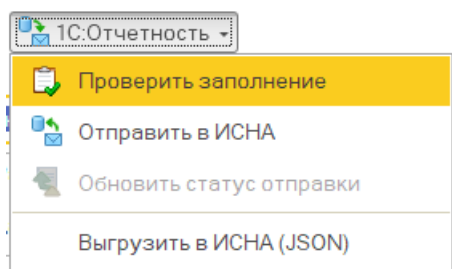 1С:Отчетность
Проверить заполнение
Отправить в ИСНА
Обновить статус отправки
Выгрузить в ИСНА (JSON)